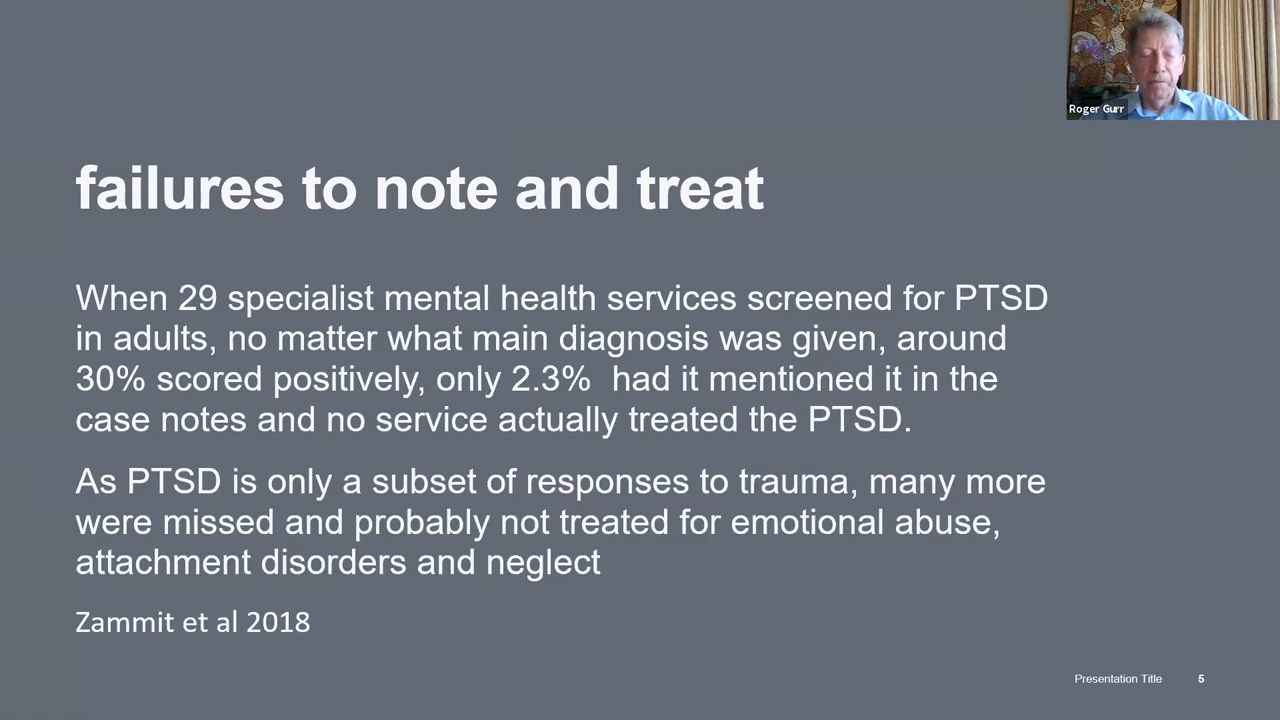 Roger Gurr
failures to note and treat
When 29 specialist mental health services screened for PTSD
in adults, no matter what main diagnosis was given, around
30% scored positively, only 2.3%  had it mentioned it in the
case notes and no service actually treated the PTSD.
As PTSD is only a subset of responses to trauma, many more
were missed and probably not treated for emotional abuse,
attachment disorders and neglect
Zammit et al 2018
Presentation Title 5